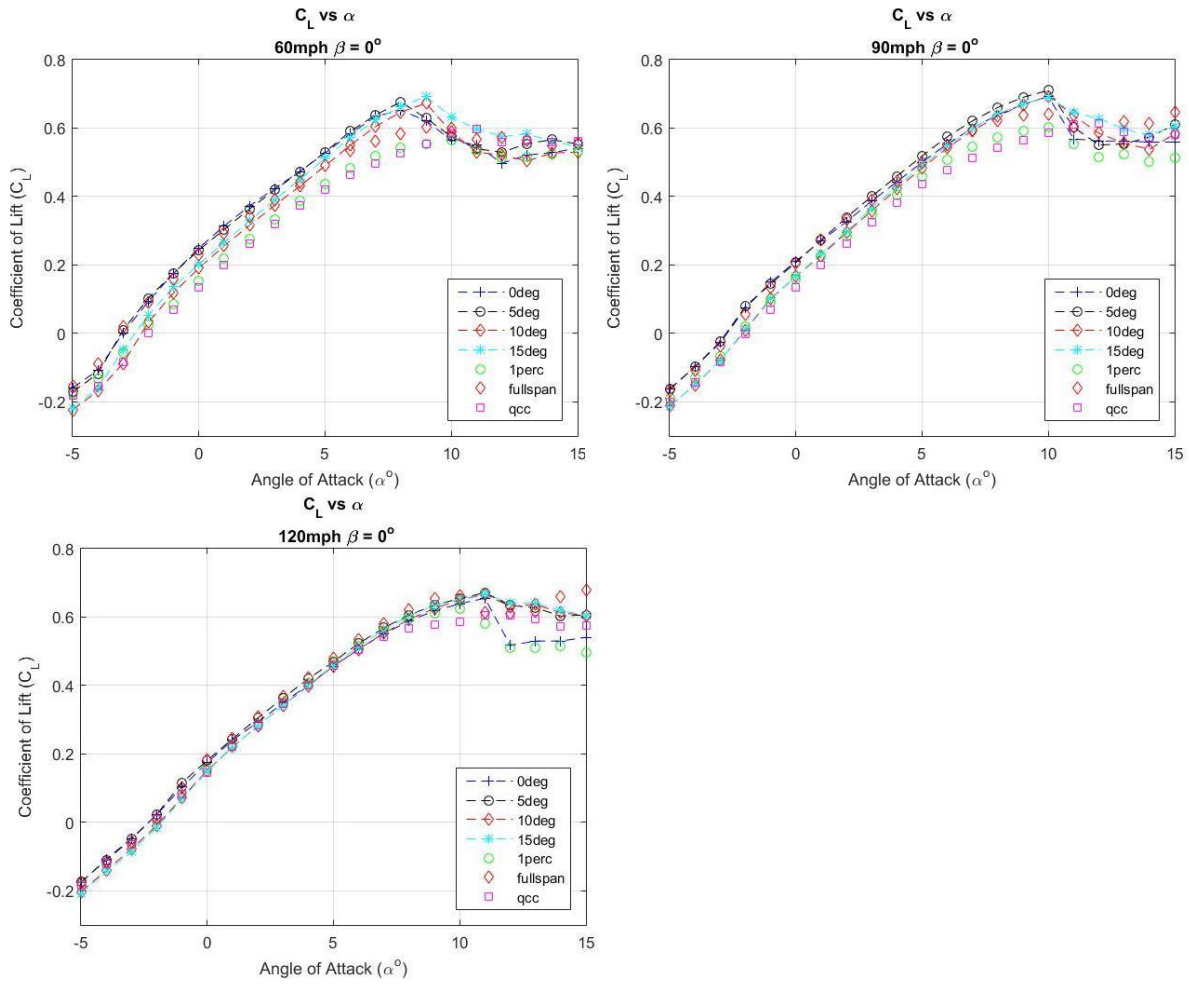 C_L vs α
60mph β = 0°
0.8
0.6
0.4
0.2
0
-0.2
Coefficient of Lift (C_L)
-5
0
5
10
15
Angle of Attack (α°)
0deg
5deg
10deg
15deg
1perc
fullspan
qcc
C_L vs α
90mph β = 0°
0.8
0.6
0.4
0.2
0
-0.2
Coefficient of Lift (C_L)
-5
0
5
10
15
Angle of Attack (α°)
0deg
5deg
10deg
15deg
1perc
fullspan
qcc
C_L vs α
120mph β = 0°
0.8
0.6
0.4
0.2
0
-0.2
Coefficient of Lift (C_L)
-5
0
5
10
15
Angle of Attack (α°)
0deg
5deg
10deg
15deg
1perc
fullspan
qcc